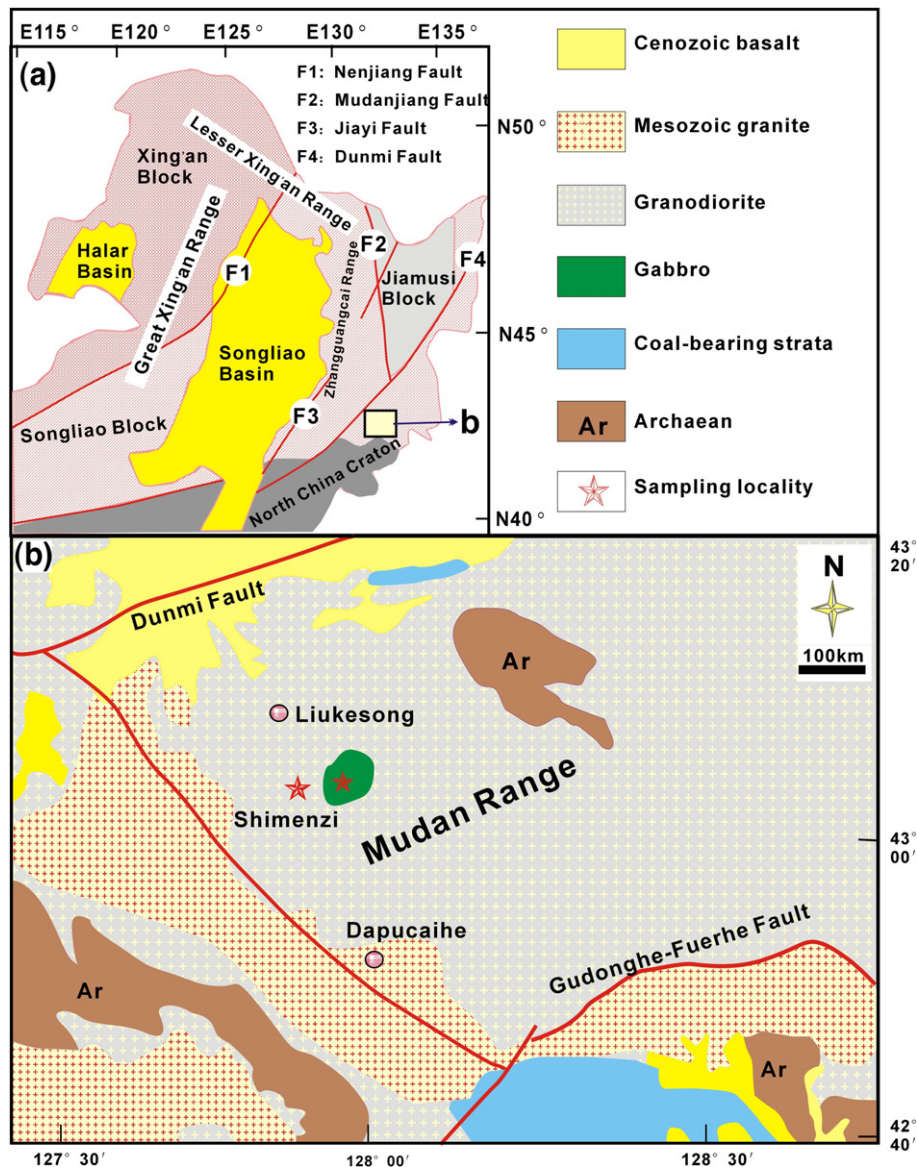 E115° E120° E125° E130° E135°
(a)
F1: Nenjiang Fault
F2: Mudanjiang Fault
F3: Jiayi Fault
F4: Dunmi Fault
N50°
N45°
N40°
Xing'an
Block
Lesser Xing'an Range
Halar
Basin
Great Xing'an Range
F1
F2
F4
Zhangguangcai Range
Jiamusi
Block
Songliao
Basin
F3
Songliao Block
b
North China Craton
Cenozoic basalt
Mesozoic granite
Granodiorite
Gabbro
Coal-bearing strata
Ar
Archaean
Sampling locality
(b)
43°
20′
N
100km
Dunmi Fault
Ar
Liukesong
Shimenzi
Mudan Range
43°
00′
Dapucaihe
Gudonghe-Fuerhe Fault
Ar
Ar
42°
40′
127° 30′
128° 00′
128° 30′